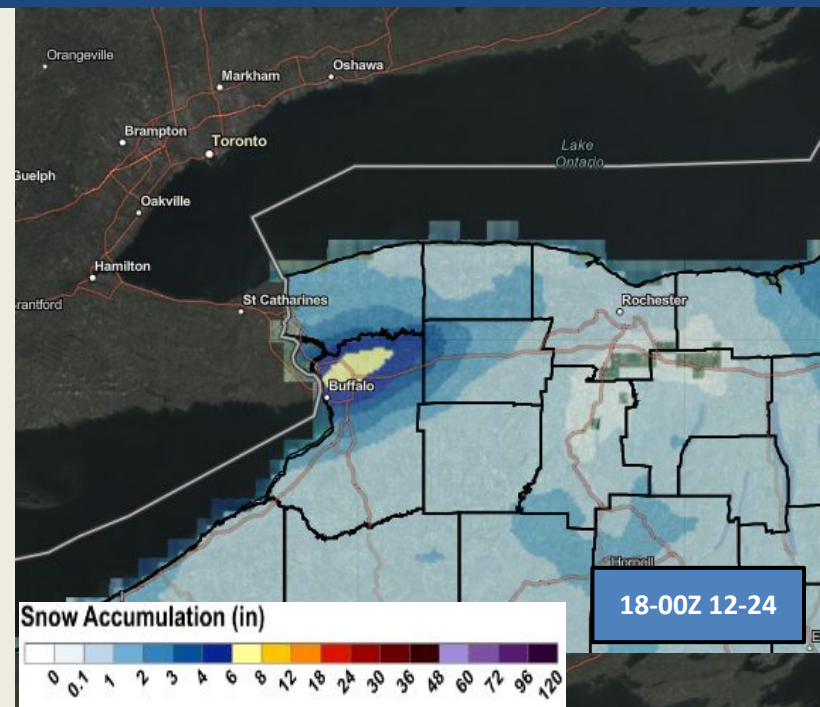 Orangeville
Markham
Oshawa
Brampton
Toronto
Lake
Ontario
Guelph
Oakville
Hamilton
rantford
St Catharines
Rochester
Buffalo
Hornell
18-00Z 12-24
E
Snow Accumulation (in)
0 0.1 1 2 3 4 6 8 12 18 24 30 36 48 60 72 96 120